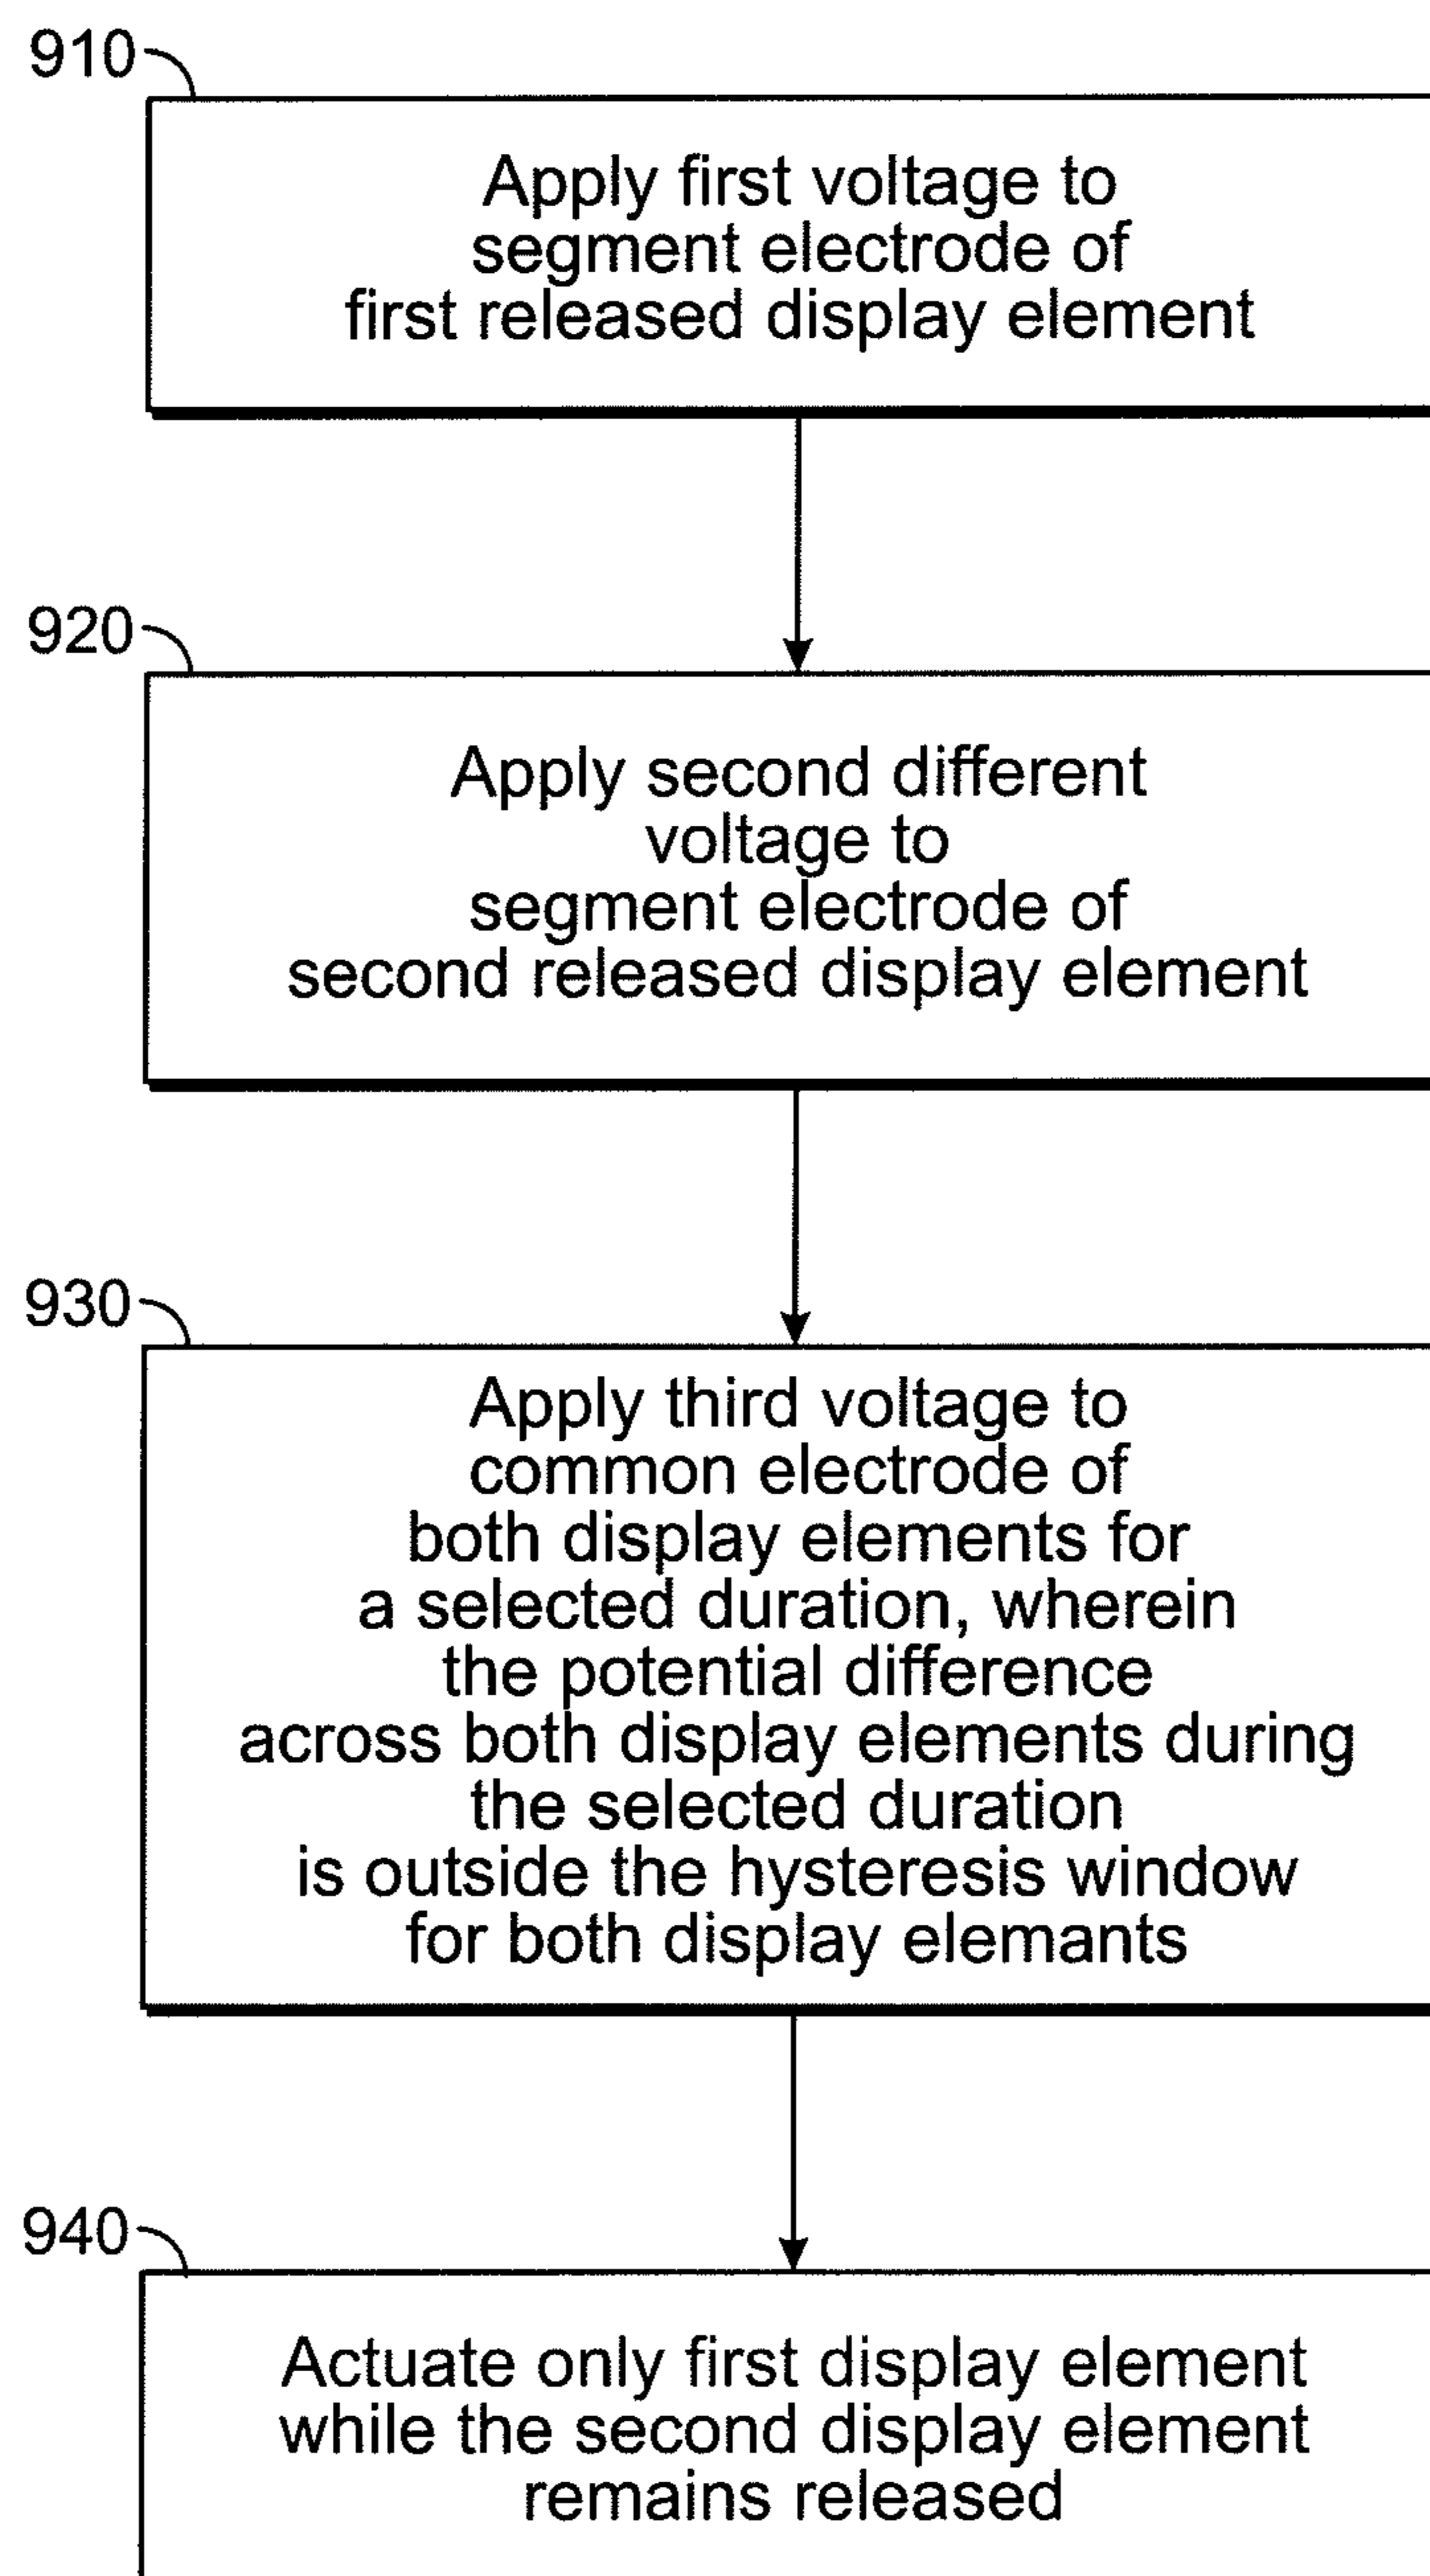 910
Apply first voltage to
segment electrode of
first released display element
920
Apply second different
voltage to
segment electrode of
second released display element
930
Apply third voltage to
common electrode of
both display elements for
a selected duration, wherein
the potential difference
across both display elements during
the selected duration
is outside the hysteresis window
for both display elemants
940
Actuate only first display element
while the second display element
remains released